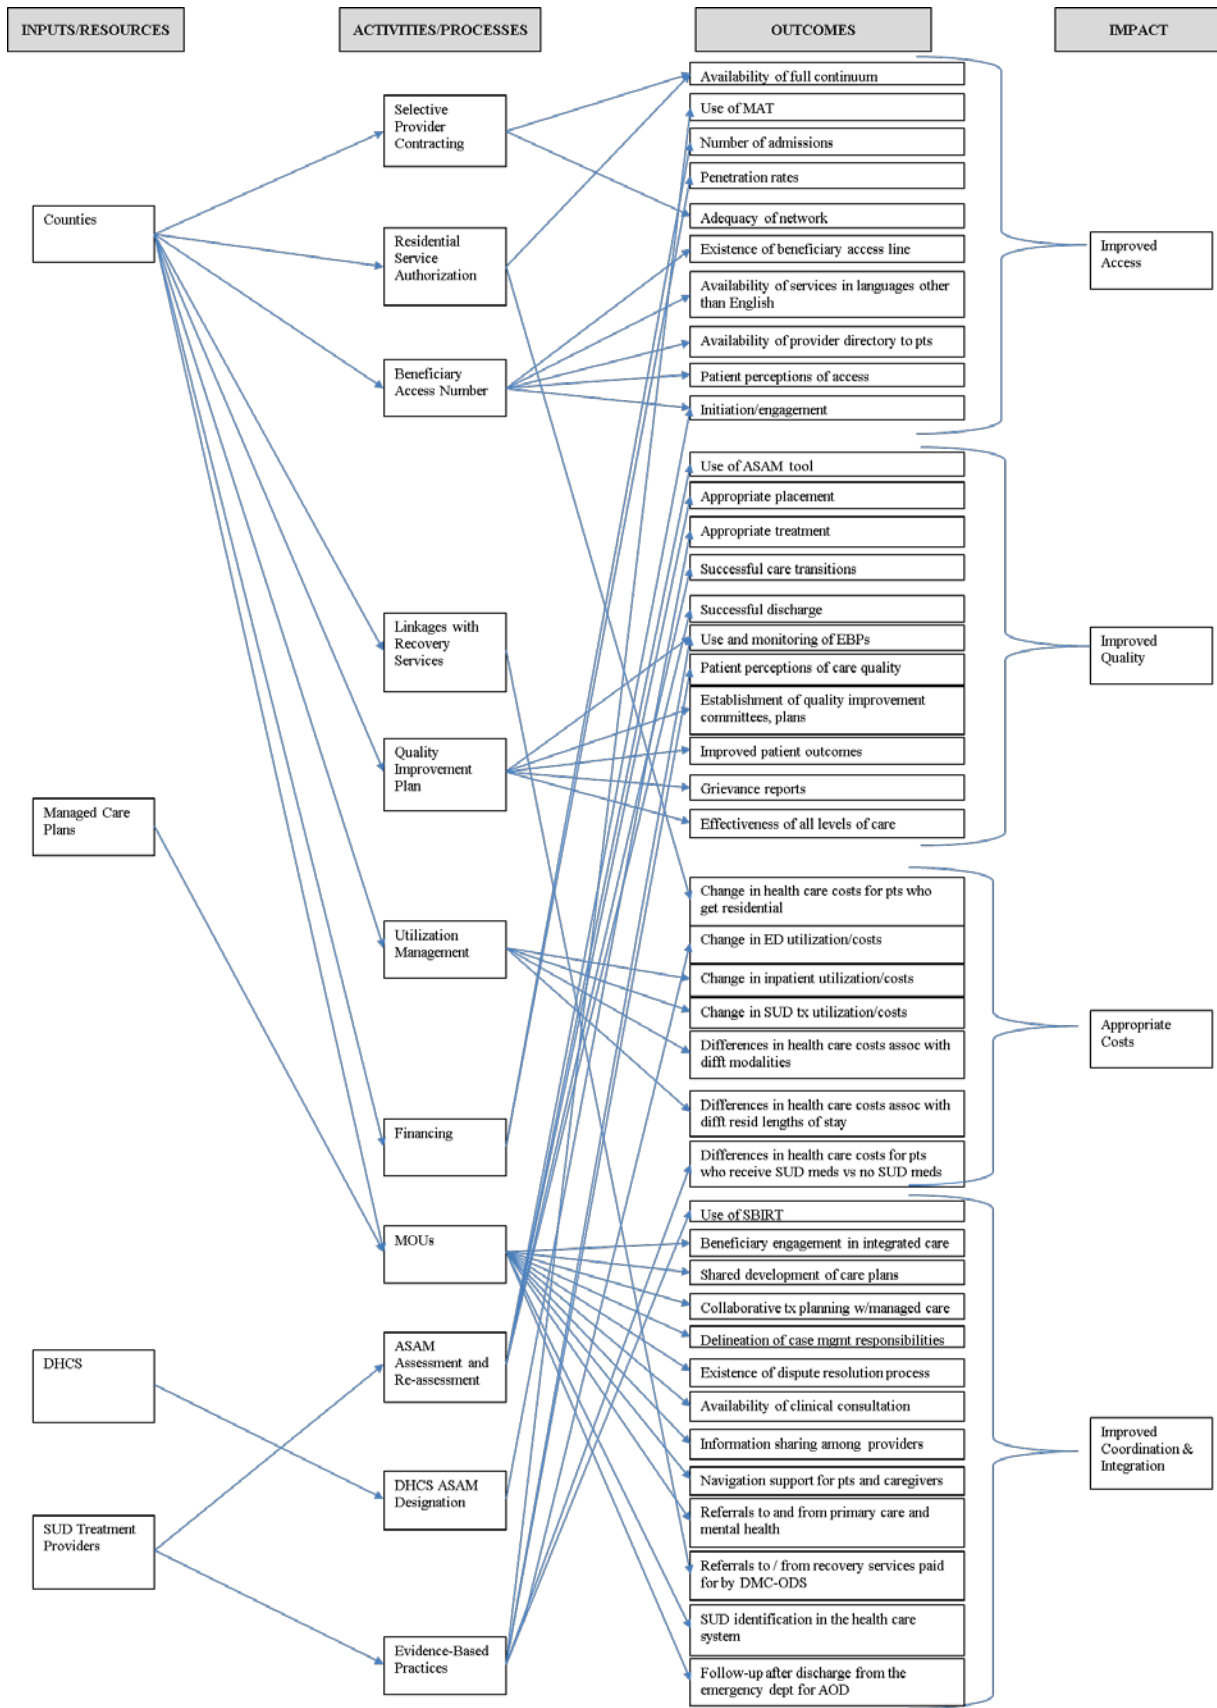 INPUTS/RESOURCES
ACTIVITIES/PROCESSES
OUTCOMES
IMPACT
Counties
Managed Care
Plans
DHCS
SUD Treatment
Providers
Selective
Provider
Contracting
Residential
Service
Authorization
Beneficiary
Access Number
Linkages with
Recovery
Services
Quality
Improvement
Plan
Utilization
Management
Financing
MOUs
ASAM
Assessment and
Re-assessment
DHCS ASAM
Designation
Evidence-Based
Practices
Availability of full continuum
Use of MAT
Number of admissions
Penetration rates
Adequacy of network
Existence of beneficiary access line
Availability of services in languages other
than English
Availability of provider directory to pts
Patient perceptions of access
Initiation/engagement
Use of ASAM tool
Appropriate placement
Appropriate treatment
Successful care transitions
Successful discharge
Use and monitoring of EBPs
Patient perceptions of care quality
Establishment of quality improvement
committees, plans
Improved patient outcomes
Grievance reports
Effectiveness of all levels of care
Change in health care costs for pts who
get residential
Change in ED utilization/costs
Change in inpatient utilization/costs
Change in SUD tx utilization/costs
Differences in health care costs assoc with
difft modalities
Differences in health care costs assoc with
difft resid lengths of stay
Differences in health care costs for pts
who receive SUD meds vs no SUD meds
Use of SBIRT
Beneficiary engagement in integrated care
Shared development of care plans
Collaborative tx planning w/managed care
Delineation of case mgmt responsibilities
Existence of dispute resolution process
Availability of clinical consultation
Information sharing among providers
Navigation support for pts and caregivers
Referrals to and from primary care and
mental health
Referrals to / from recovery services paid
for by DMC-ODS
SUD identification in the health care
system
Follow-up after discharge from the
emergency dept for AOD
Improved
Access
Improved
Quality
Appropriate
Costs
Improved
Coordination &
Integration